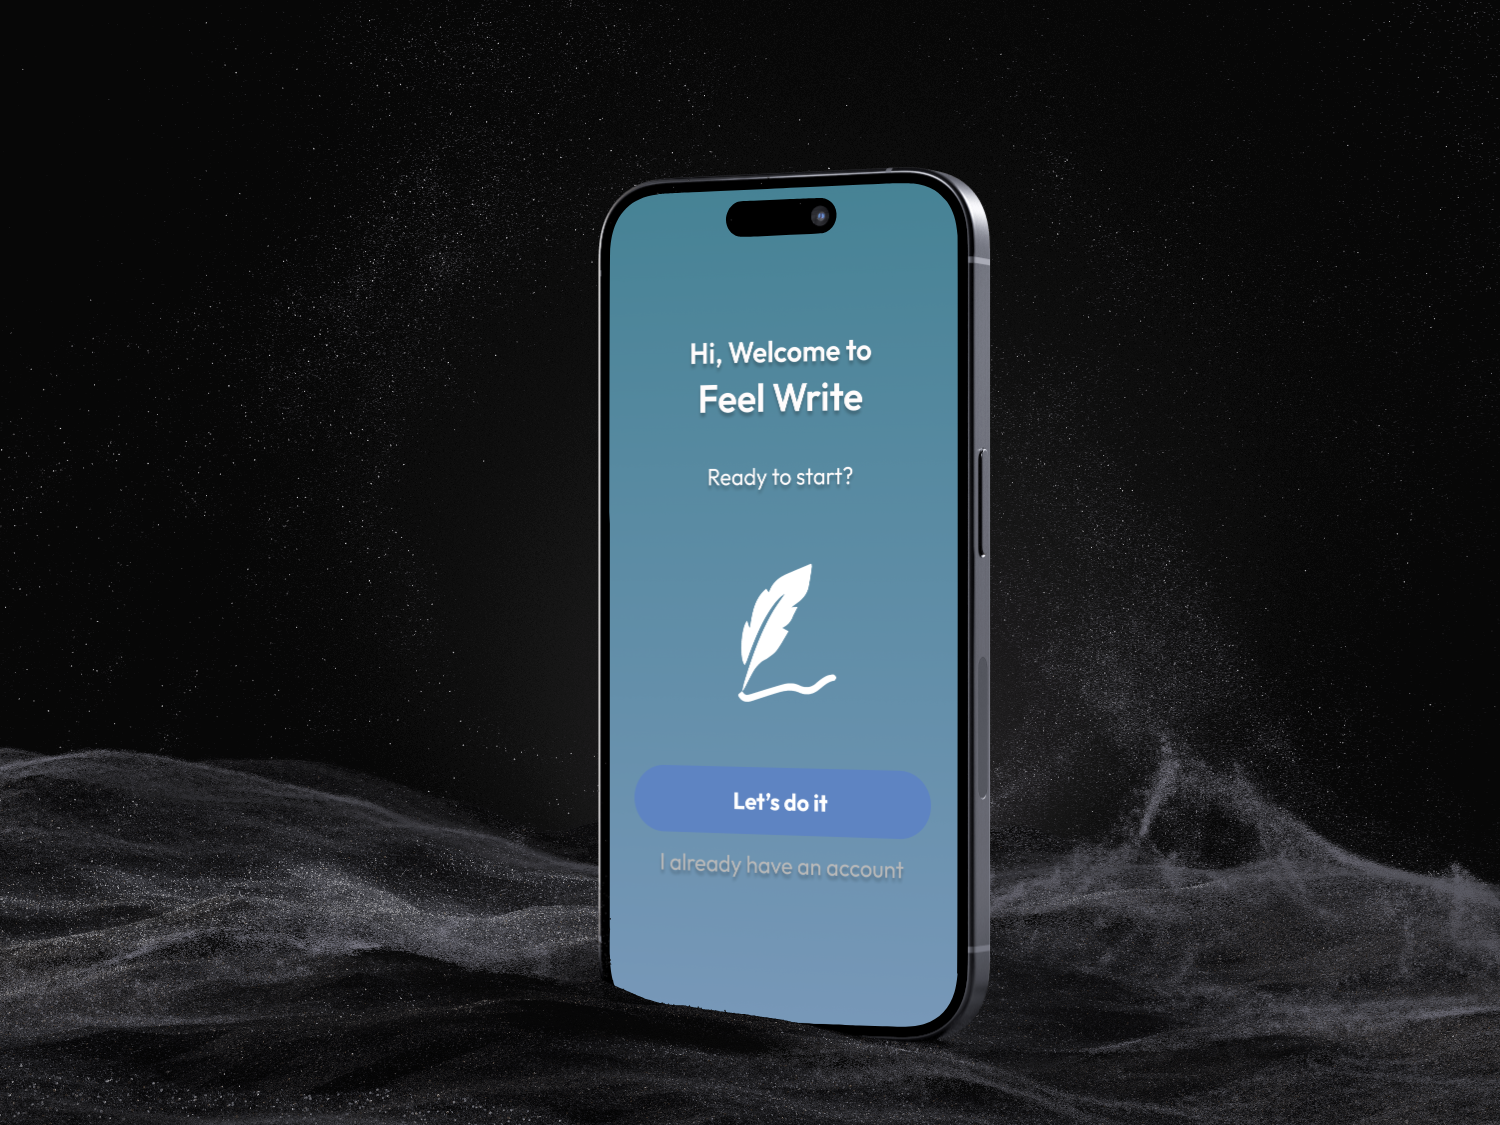 Hi, Welcome to
Feel Write
Ready to start?
Let's do it
I already have an account